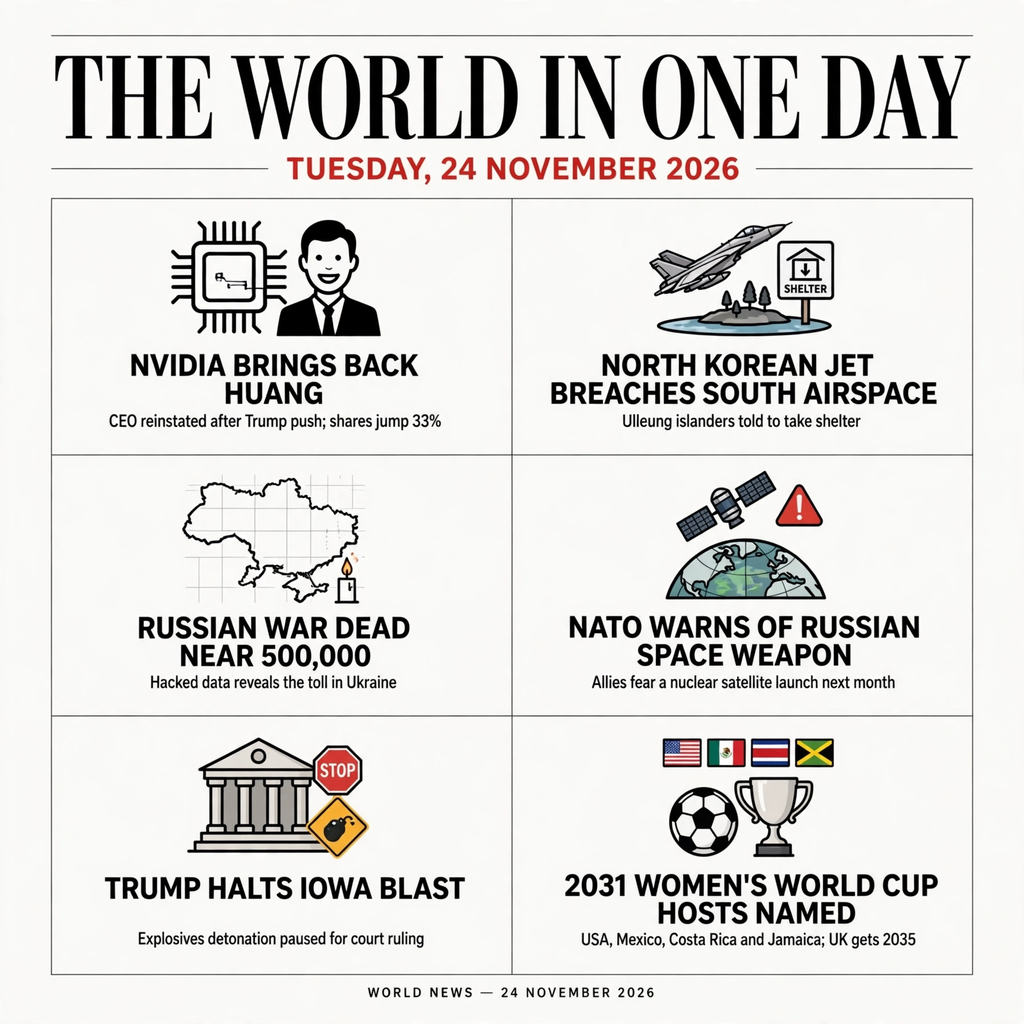 THE WORLD IN ONE DAY
TUESDAY, 24 NOVEMBER 2026
NVIDIA BRINGS BACK
HUANG
CEO reinstated after Trump push; shares jump 33%
SHELTER
NORTH KOREAN JET
BREACHES SOUTH AIRSPACE
Ulleung islanders told to take shelter
RUSSIAN WAR DEAD
NEAR 500,000
Hacked data reveals the toll in Ukraine
NATO WARNS OF RUSSIAN
SPACE WEAPON
Allies fear a nuclear satellite launch next month
STOP
TRUMP HALTS IOWA BLAST
Explosives detonation paused for court ruling
2031 WOMEN'S WORLD CUP
HOSTS NAMED
USA, Mexico, Costa Rica and Jamaica; UK gets 2035
WORLD NEWS — 24 NOVEMBER 2026